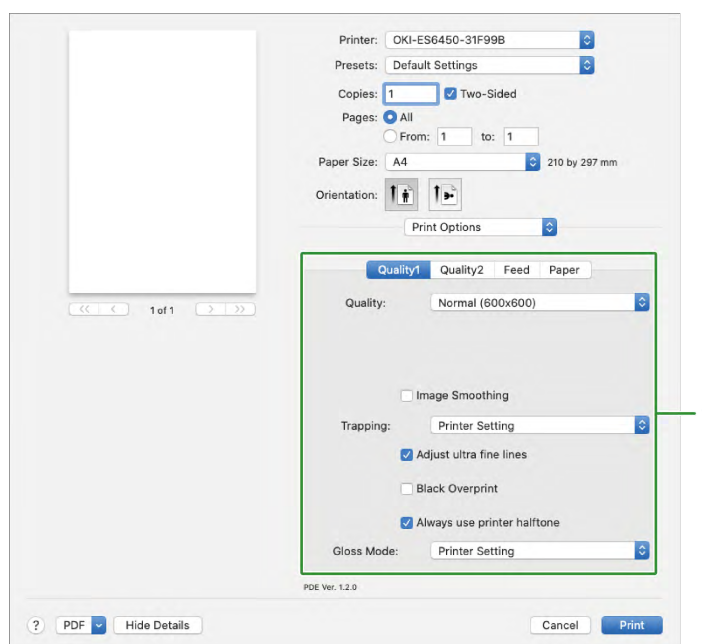 Printer: OKI-ES6450-31F99B
Presets: Default Settings
Copies: 1 Two-Sided
Pages: All
From: 1 to: 1
Paper Size: A4 210 by 297 mm
Orientation:
Print Options
Quality1 Quality2 Feed Paper
<< < 1 of 1 > >>
Quality: Normal (600x600)
Image Smoothing
Trapping: Printer Setting
Adjust ultra fine lines
Black Overprint
Always use printer halftone
Gloss Mode: Printer Setting
PDE Ver. 1.2.0
? PDF Hide Details Cancel Print